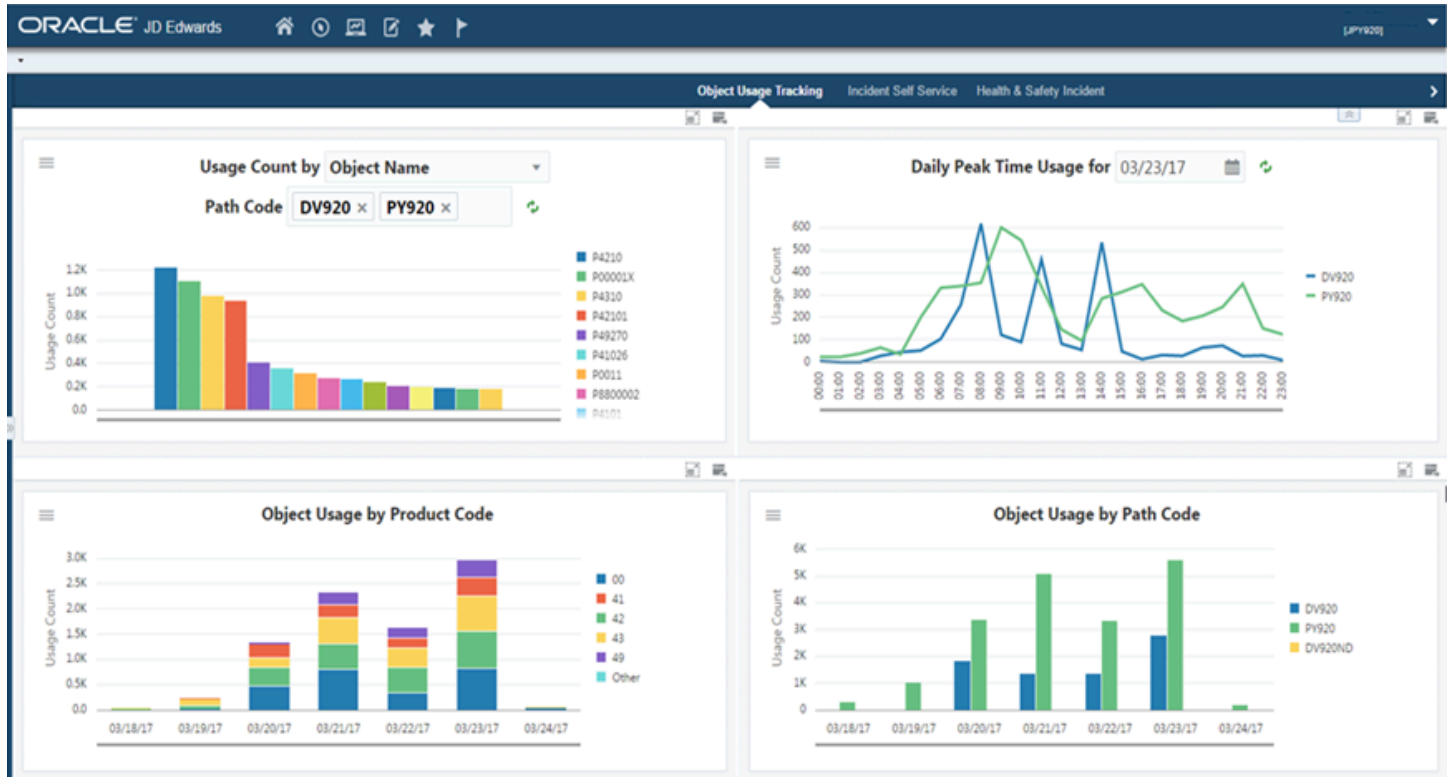 ORACLE JD Edwards
[JPY920]
Object Usage Tracking Incident Self Service Health & Safety Incident
Usage Count by Object Name
Path Code DV920 × PY920 ×
Usage Count
1.2K
1.0K
0.8K
0.6K
0.4K
0.2K
0.0
P4210
P00001X
P4310
P42101
P49270
P41026
P0011
P8800002
P4101
Daily Peak Time Usage for 03/23/17
Usage Count
600
500
400
300
200
100
0
00:00 01:00 02:00 03:00 04:00 05:00 06:00 07:00 08:00 09:00 10:00 11:00 12:00 13:00 14:00 15:00 16:00 17:00 18:00 19:00 20:00 21:00 22:00 23:00
DV920
PY920
Object Usage by Product Code
Usage Count
3.0K
2.5K
2.0K
1.5K
1.0K
0.5K
0.0
03/18/17 03/19/17 03/20/17 03/21/17 03/22/17 03/23/17 03/24/17
00
41
42
43
49
Other
Object Usage by Path Code
Usage Count
6K
5K
4K
3K
2K
1K
0
03/18/17 03/19/17 03/20/17 03/21/17 03/22/17 03/23/17 03/24/17
DV920
PY920
DV920ND